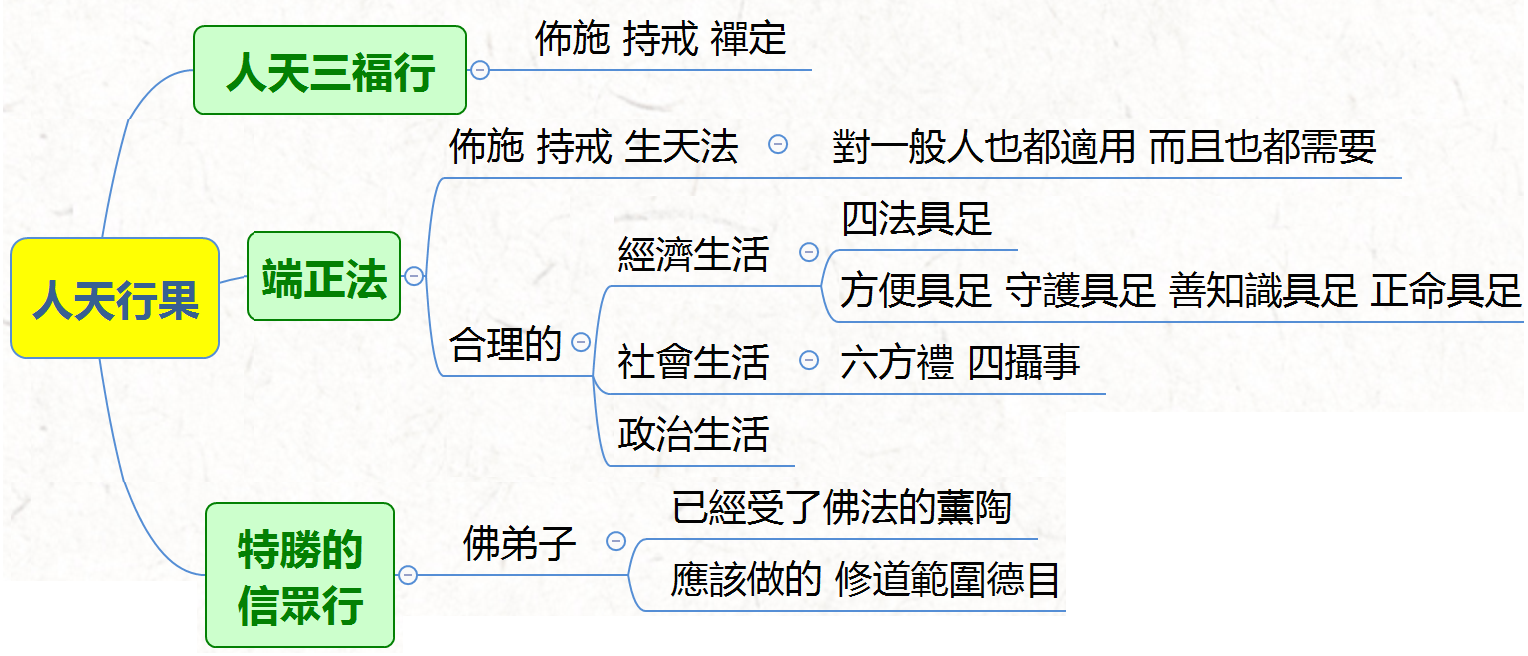 人天行果
人天三福行
佈施 持戒 禪定
端正法
佈施 持戒 生天法
對一般人也都適用 而且也都需要
合理的
經濟生活
四法具足
方便具足 守護具足 善知識具足 正命具足
社會生活
六方禮 四攝事
政治生活
特勝的
信眾行
佛弟子
已經受了佛法的薰陶
應該做的 修道範圍德目